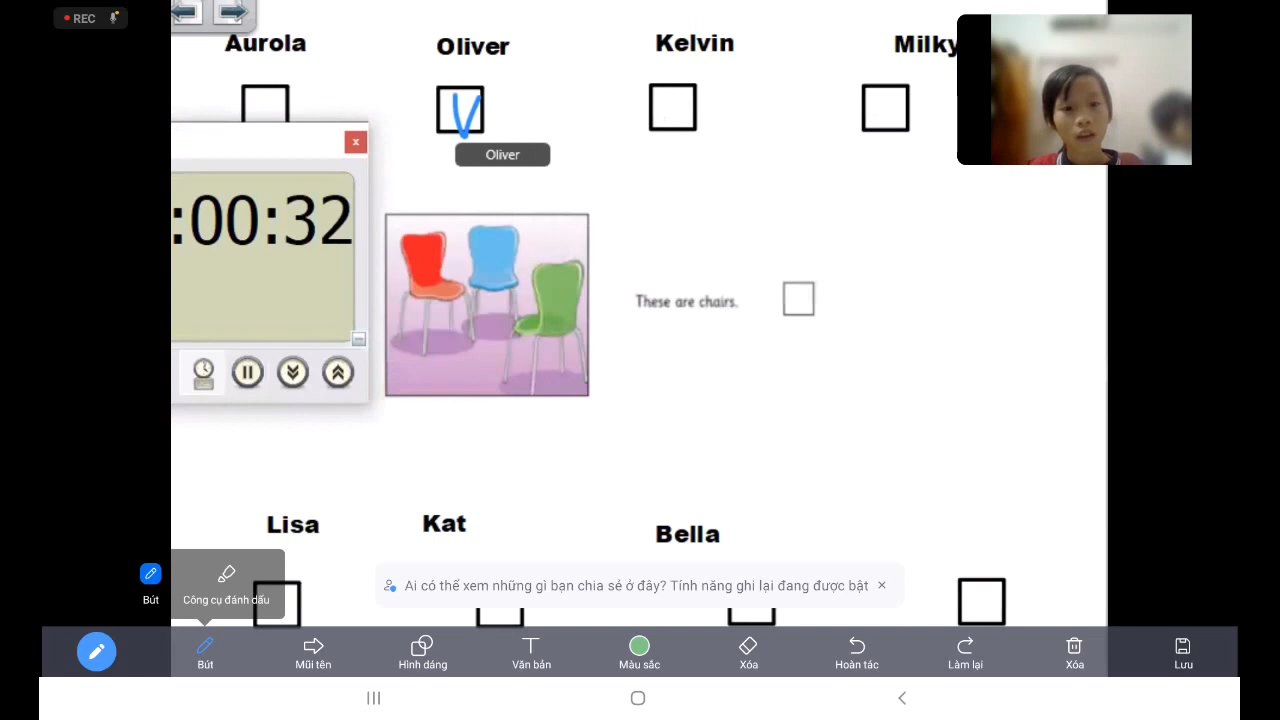 REC
Aurola
Oliver
Kelvin
Milky
V
Oliver
:00:32
These are chairs.
Lisa
Kat
Bella
Ai có thể xem những gì bạn chia sẻ ở đây? Tính năng ghi lại đang được bật
Bút
Công cụ đánh dấu
Bút
Mũi tên
Hình dáng
Văn bản
Màu sắc
Xóa
Hoàn tác
Làm lại
Xóa
Lưu